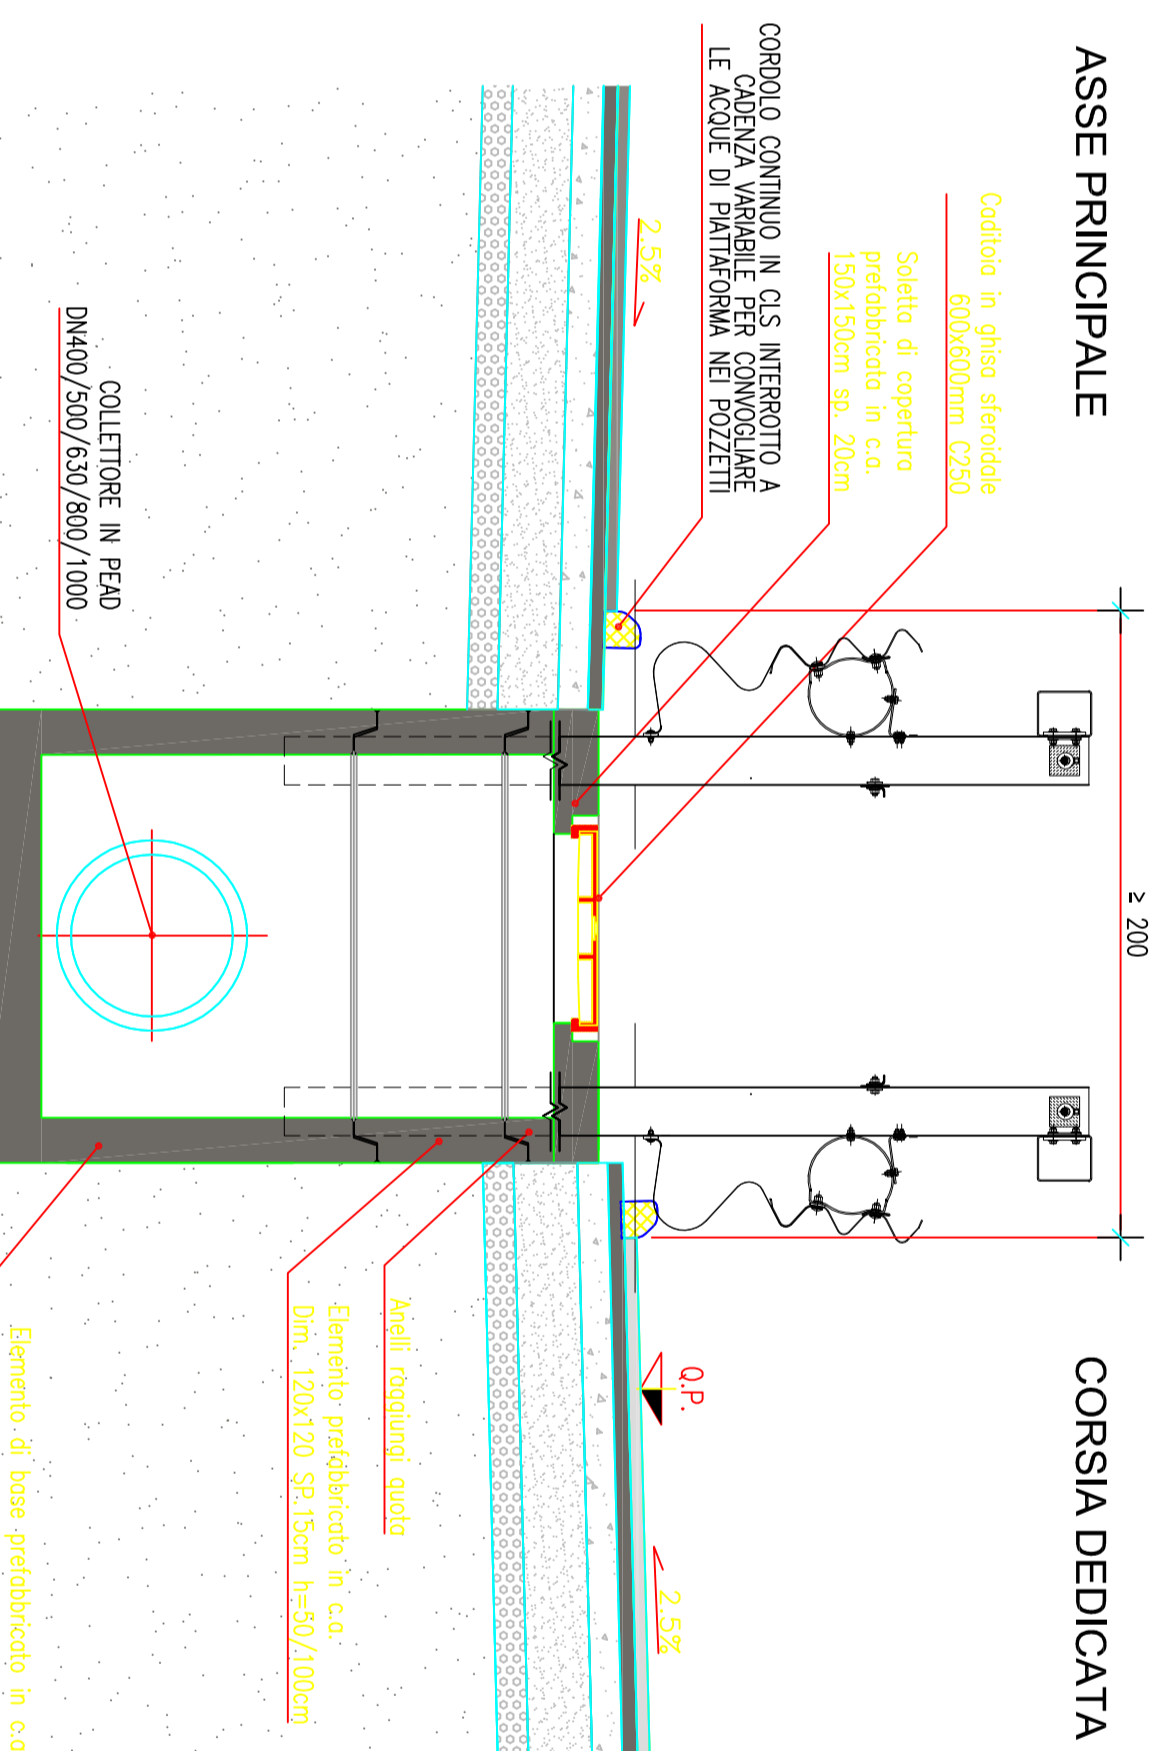 ASSE PRINCIPALE
CORSIA DEDICATA
≥ 200
Caditoia in ghisa sferoidale
600x600mm C250
Soletta di copertura
prefabbricata in c.a.
150x150cm sp. 20cm
CORDOLO CONTINUO IN CLS INTERROTTO A
CADENZA VARIABILE PER CONVOGLIARE
LE ACQUE DI PIATTAFORMA NEI POZZETTI
2.5%
Q.P.
2.5%
Anelli raggiungi quota
Elemento prefabbricato in c.a.
Dim. 120x120 SP.15cm h=50/100cm
COLLETTORE IN PEAD
DN400/500/630/800/1000
Elemento di base prefabbricato in c.a